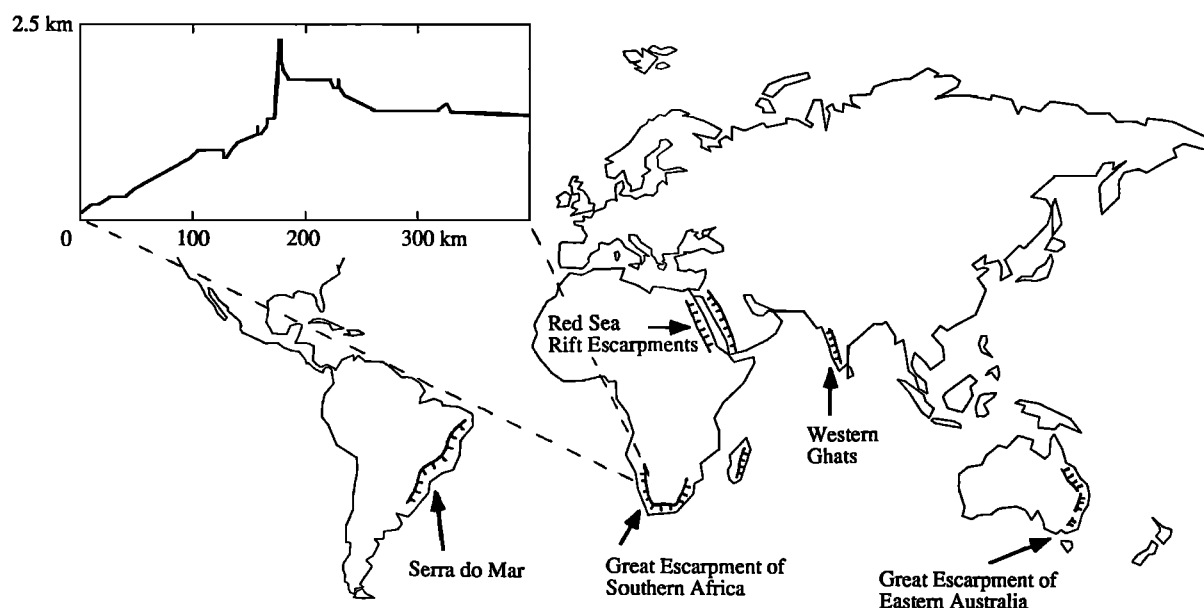 2.5 km
0
100
200
300 km
Red Sea
Rift Escarpments
Western
Ghats
Serra do Mar
Great Escarpment of
Southern Africa
Great Escarpment of
Eastern Australia